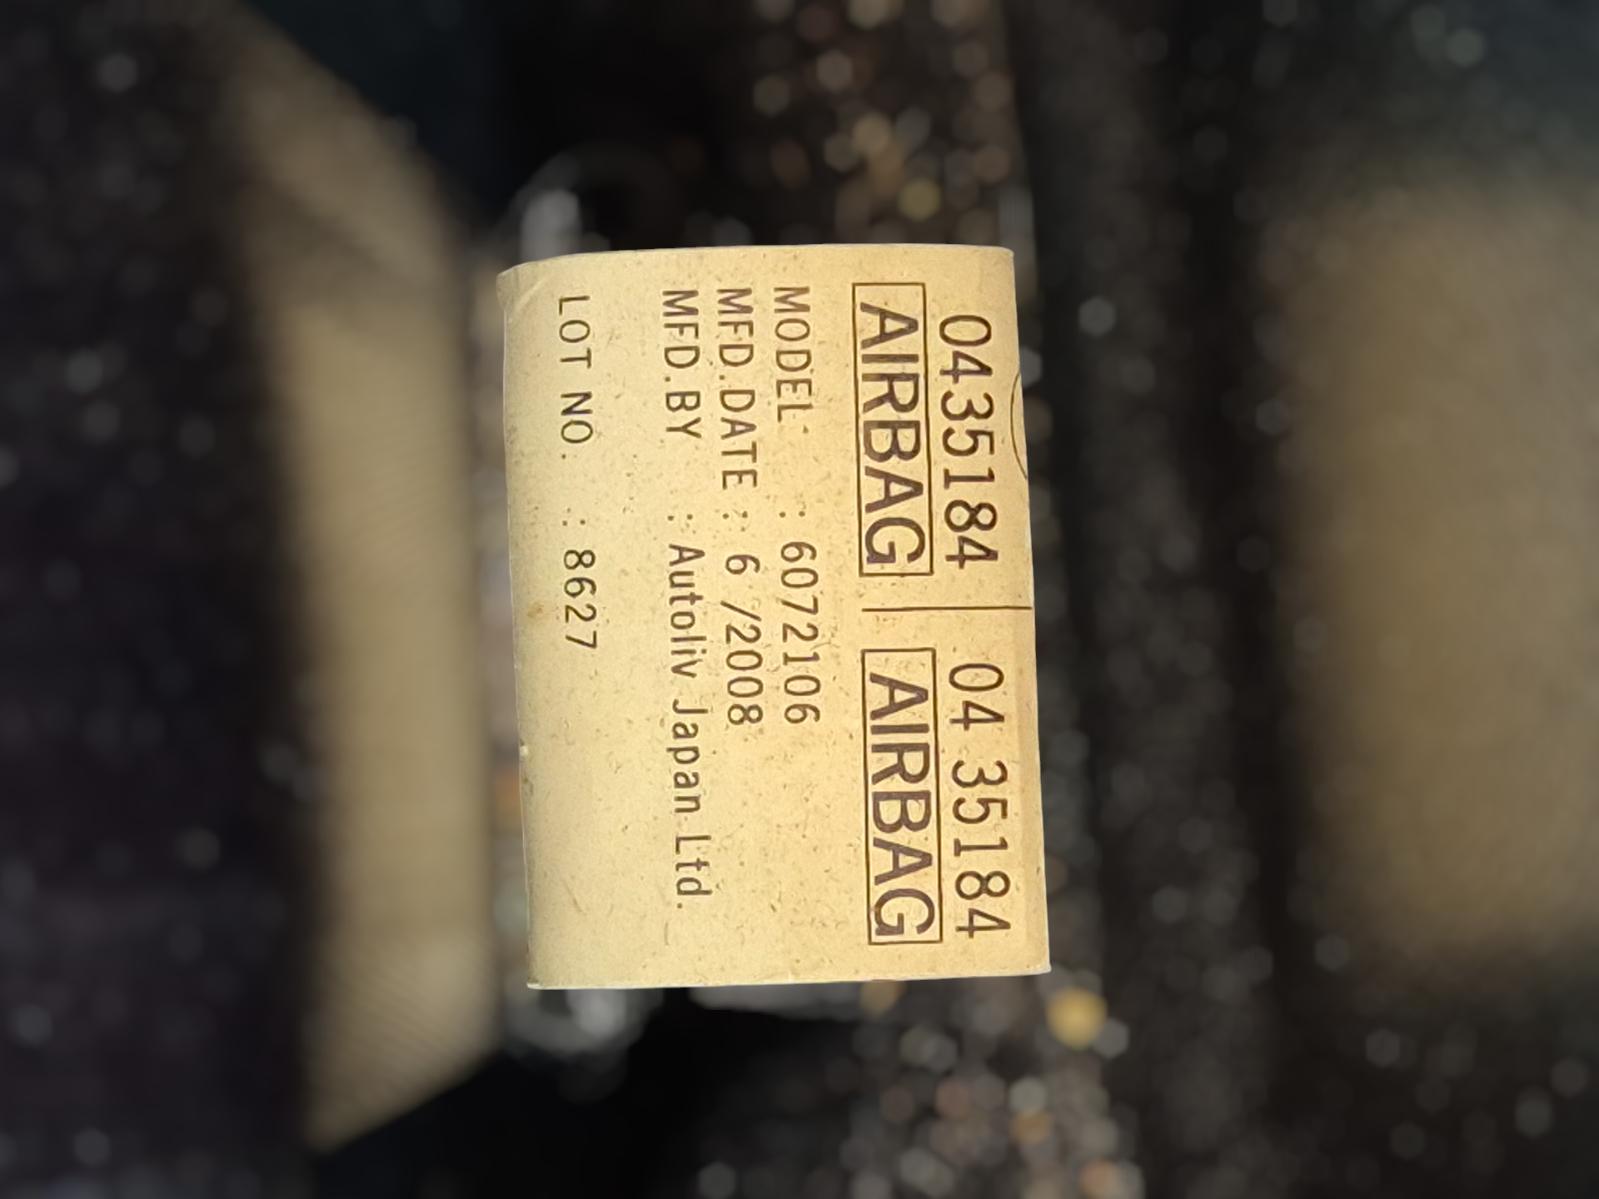 0435184 04 35184
AIRBAG AIRBAG
MODEL : 6072106
MFD.DATE : 6 /2008
MFD.BY : Autoliv Japan Ltd.
LOT NO. : 8627